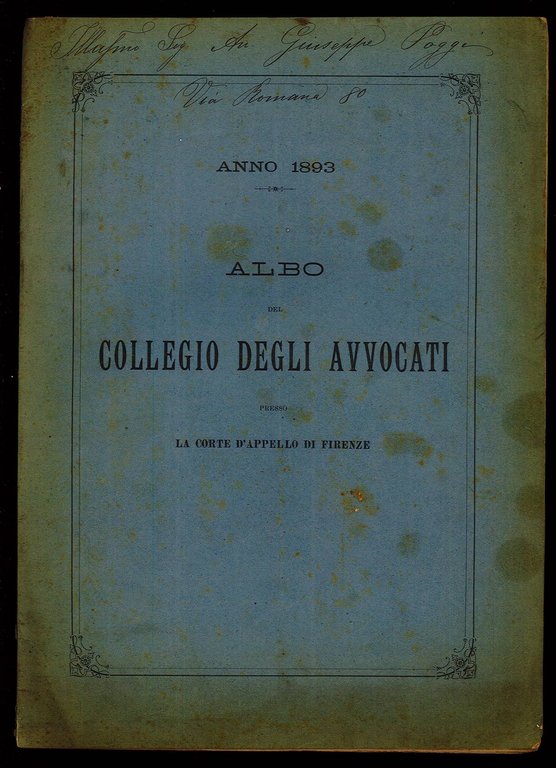 Illustmo Sig Av Giuseppe Poggi
Via Romana 80
ANNO 1893
ALBO
DEL
COLLEGIO DEGLI AVVOCATI
PRESSO
LA CORTE D'APPELLO DI FIRENZE